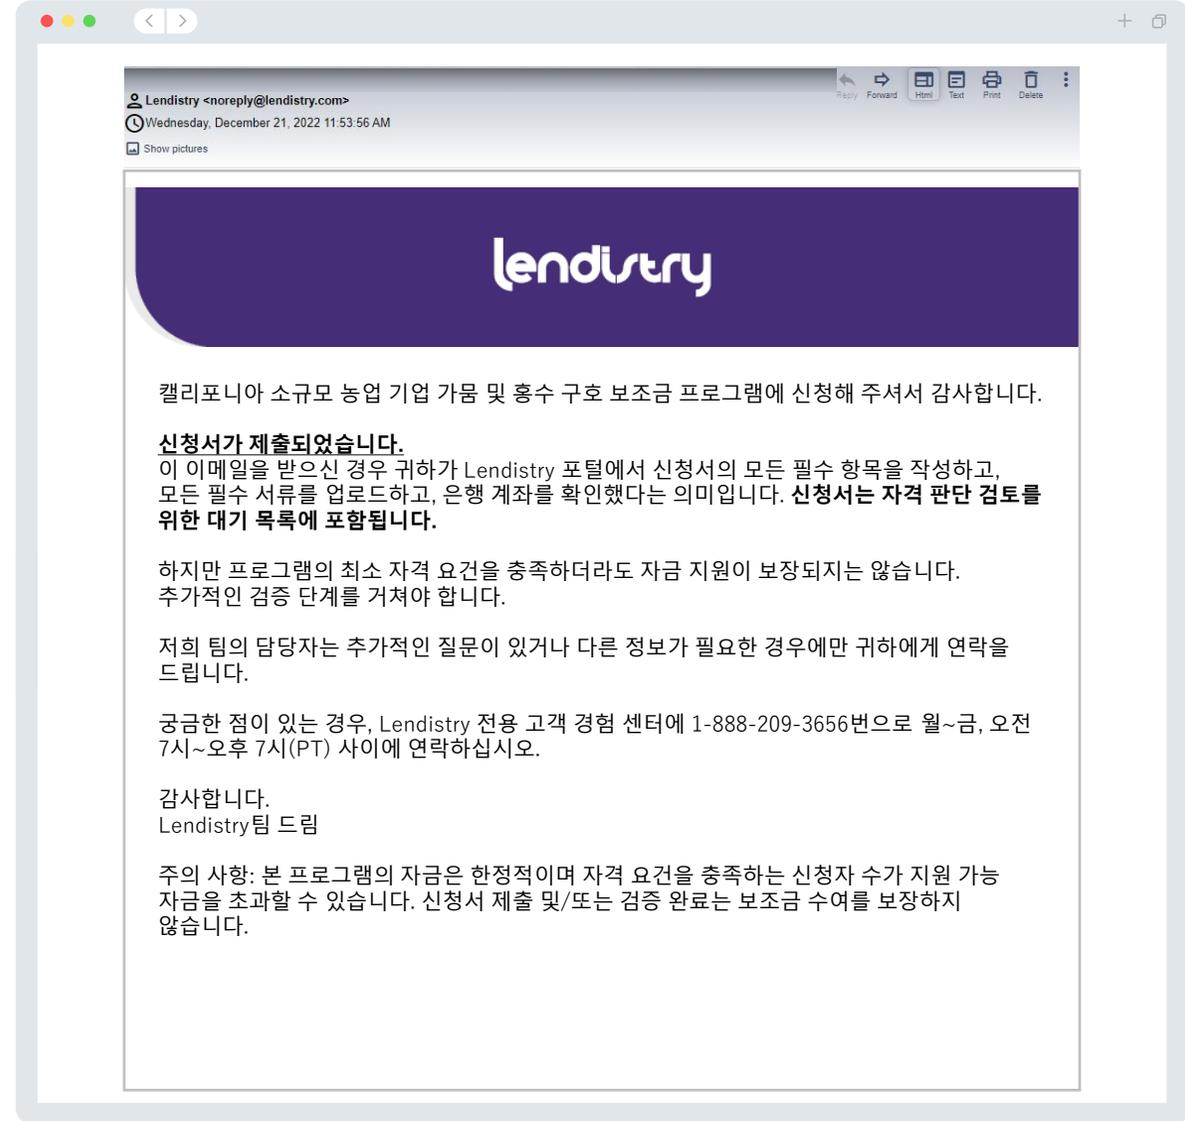 Lendistry <noreply@lendistry.com>
Wednesday, December 21, 2022 11:53:56 AM
Show pictures
Reply Forward Html Text Print Delete
lendistry
캘리포니아 소규모 농업 기업 가뭄 및 홍수 구호 보조금 프로그램에 신청해 주셔서 감사합니다.
신청서가 제출되었습니다.
이 이메일을 받으신 경우 귀하가 Lendistry 포털에서 신청서의 모든 필수 항목을 작성하고,
모든 필수 서류를 업로드하고, 은행 계좌를 확인했다는 의미입니다. 신청서는 자격 판단 검토를
위한 대기 목록에 포함됩니다.
하지만 프로그램의 최소 자격 요건을 충족하더라도 자금 지원이 보장되지는 않습니다.
추가적인 검증 단계를 거쳐야 합니다.
저희 팀의 담당자는 추가적인 질문이 있거나 다른 정보가 필요한 경우에만 귀하에게 연락을
드립니다.
궁금한 점이 있는 경우, Lendistry 전용 고객 경험 센터에 1-888-209-3656번으로 월~금, 오전
7시~오후 7시(PT) 사이에 연락하십시오.
감사합니다.
Lendistry팀 드림
주의 사항: 본 프로그램의 자금은 한정적이며 자격 요건을 충족하는 신청자 수가 지원 가능
자금을 초과할 수 있습니다. 신청서 제출 및/또는 검증 완료는 보조금 수여를 보장하지
않습니다.